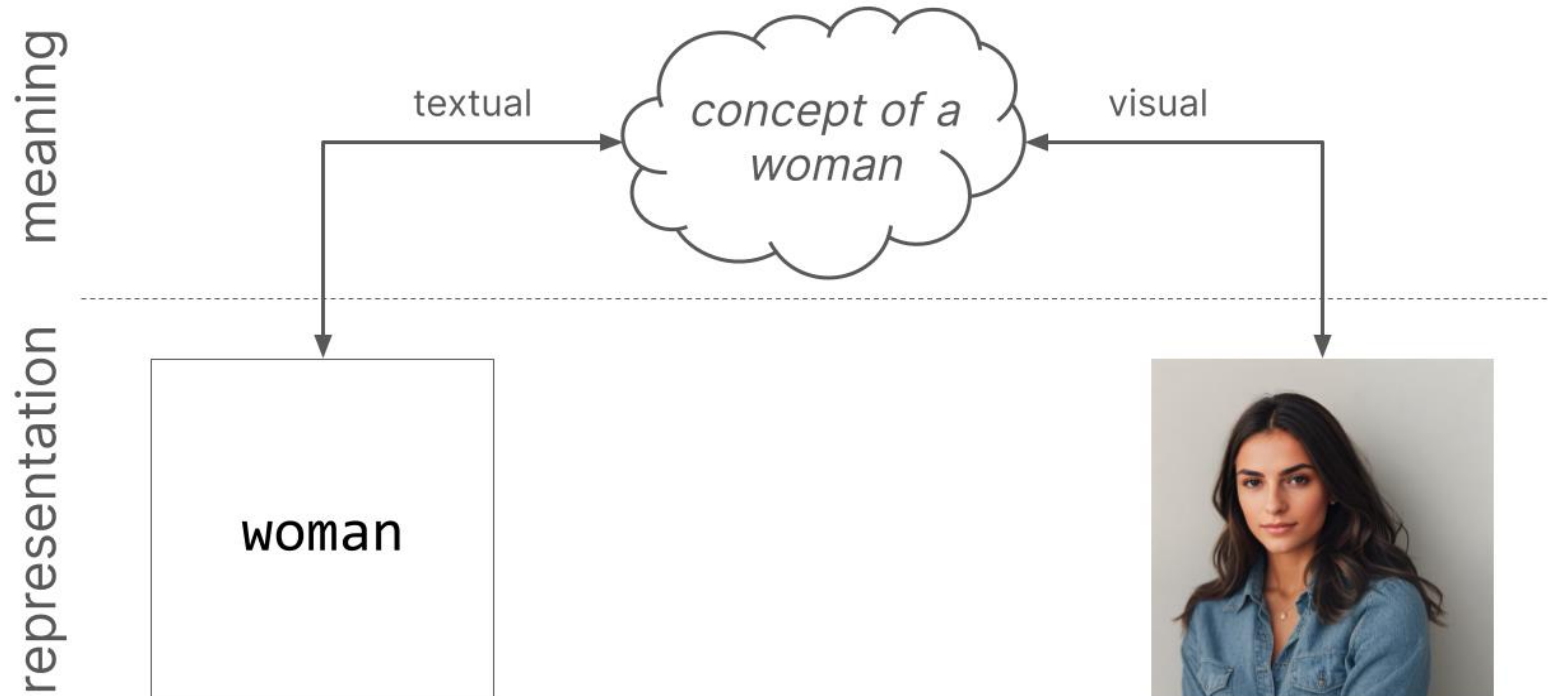 meaning
textual
concept of a
woman
visual
representation
woman